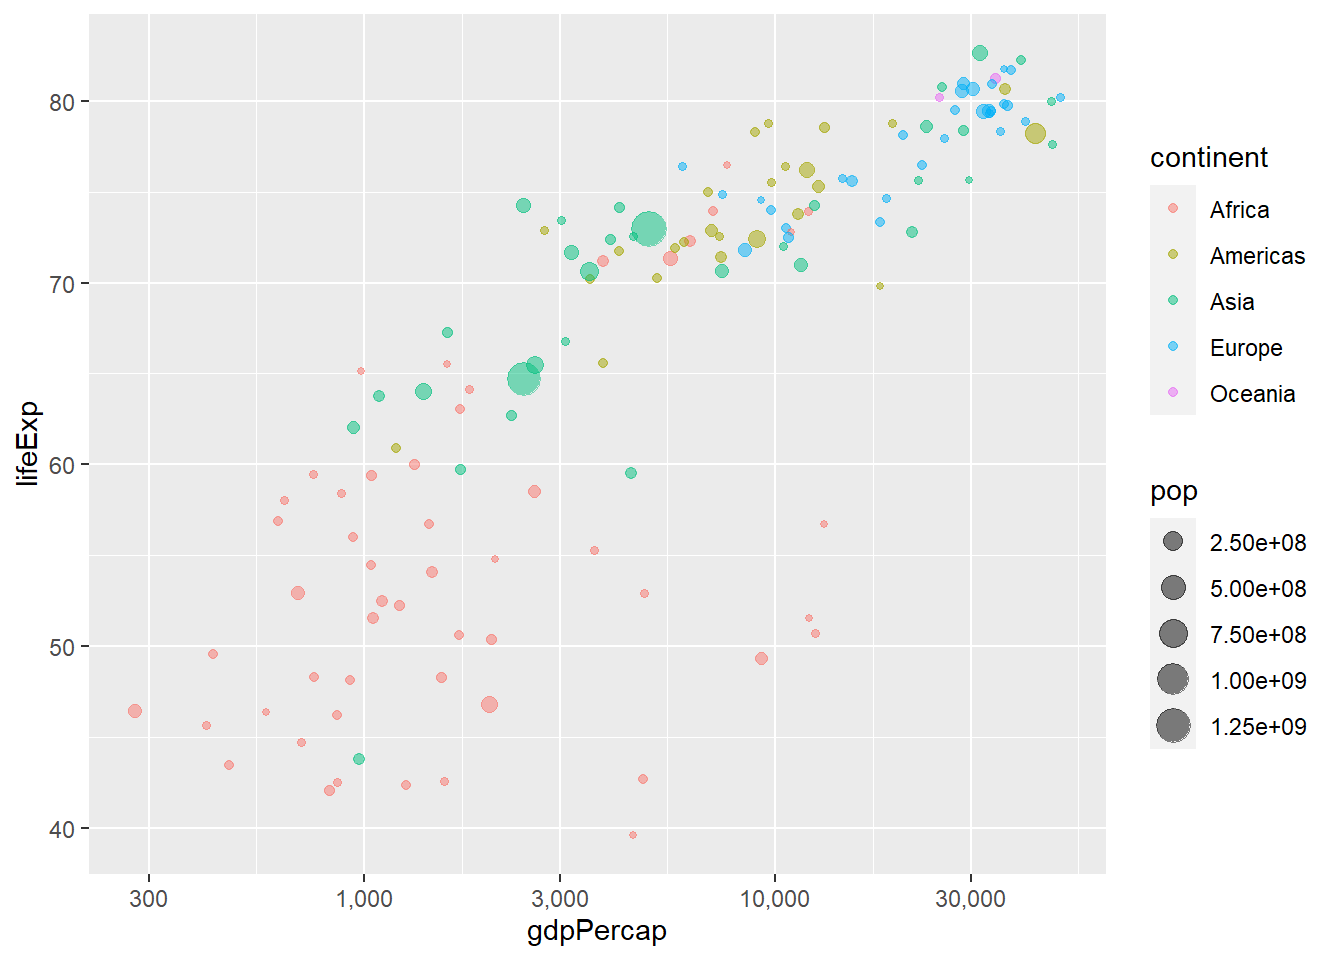 80
70
60
50
40
lifeExp
300
1,000
3,000
10,000
30,000
gdpPercap
continent
Africa
Americas
Asia
Europe
Oceania
pop
2.50e+08
5.00e+08
7.50e+08
1.00e+09
1.25e+09